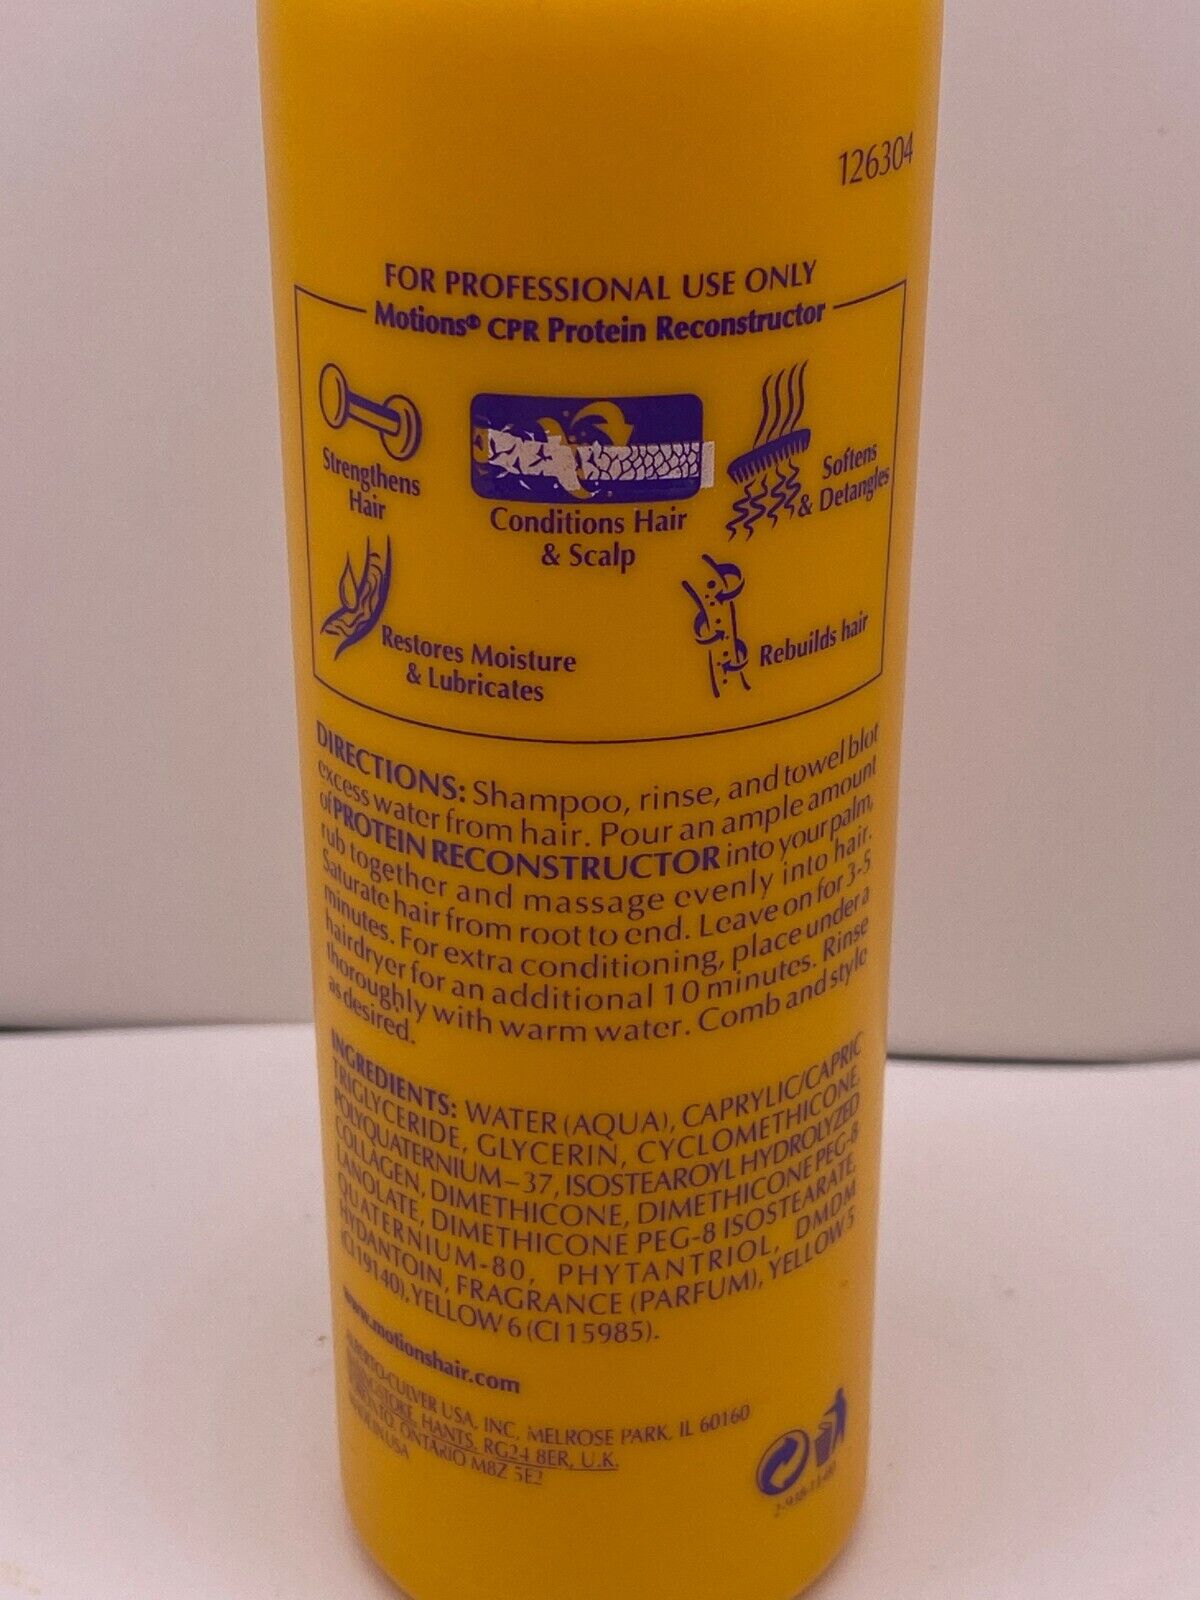 126304
FOR PROFESSIONAL USE ONLY
Motions® CPR Protein Reconstructor
Strengthens
Hair
Conditions Hair
& Scalp
Softens
& Detangles
Restores Moisture
& Lubricates
Rebuilds hair
DIRECTIONS: Shampoo, rinse, and towel blot
excess water from hair. Pour an ample amount
of PROTEIN RECONSTRUCTOR into your palm,
rub together and massage evenly into hair.
Saturate hair from root to end. Leave on for 3-5
minutes. For extra conditioning, place under a
hairdryer for an additional 10 minutes. Rinse
thoroughly with warm water. Comb and style
as desired.
INGREDIENTS: WATER (AQUA), CAPRYLIC/CAPRIC
TRIGLYCERIDE, GLYCERIN, CYCLOMETHICONE,
POLYQUATERNIUM-37, ISOSTEAROYL HYDROLYZED
COLLAGEN, DIMETHICONE, DIMETHICONE PEG-8
LANOLATE, DIMETHICONE PEG-8 ISOSTEARATE,
QUATERNIUM-80, PHYTANTRIOL, DMDM
HYDANTOIN, FRAGRANCE (PARFUM), YELLOW 5
(CI 19140), YELLOW 6 (CI 15985).
www.motionshair.com
ALBERTO-CULVER USA, INC, MELROSE PARK, IL 60160
BASINGSTOKE, HANTS, RG24 8ER, U.K.
TORONTO, ONTARIO M8Z 5E2
MADE IN USA